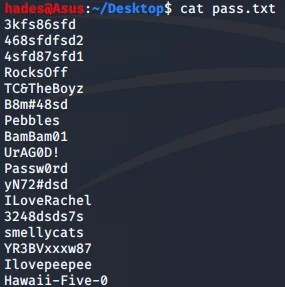 hades@Asus:~/Desktop$ cat pass.txt
3kfs86sfd
468sfdfsd2
4sfd87sfd1
RocksOff
TC&TheBoyz
B8m#48sd
Pebbles
BamBam01
UrAG0D!
Passw0rd
yN72#dsd
ILoveRachel
3248dsds7s
smellycats
YR3BVxxxw87
Ilovepeepee
Hawaii-Five-0